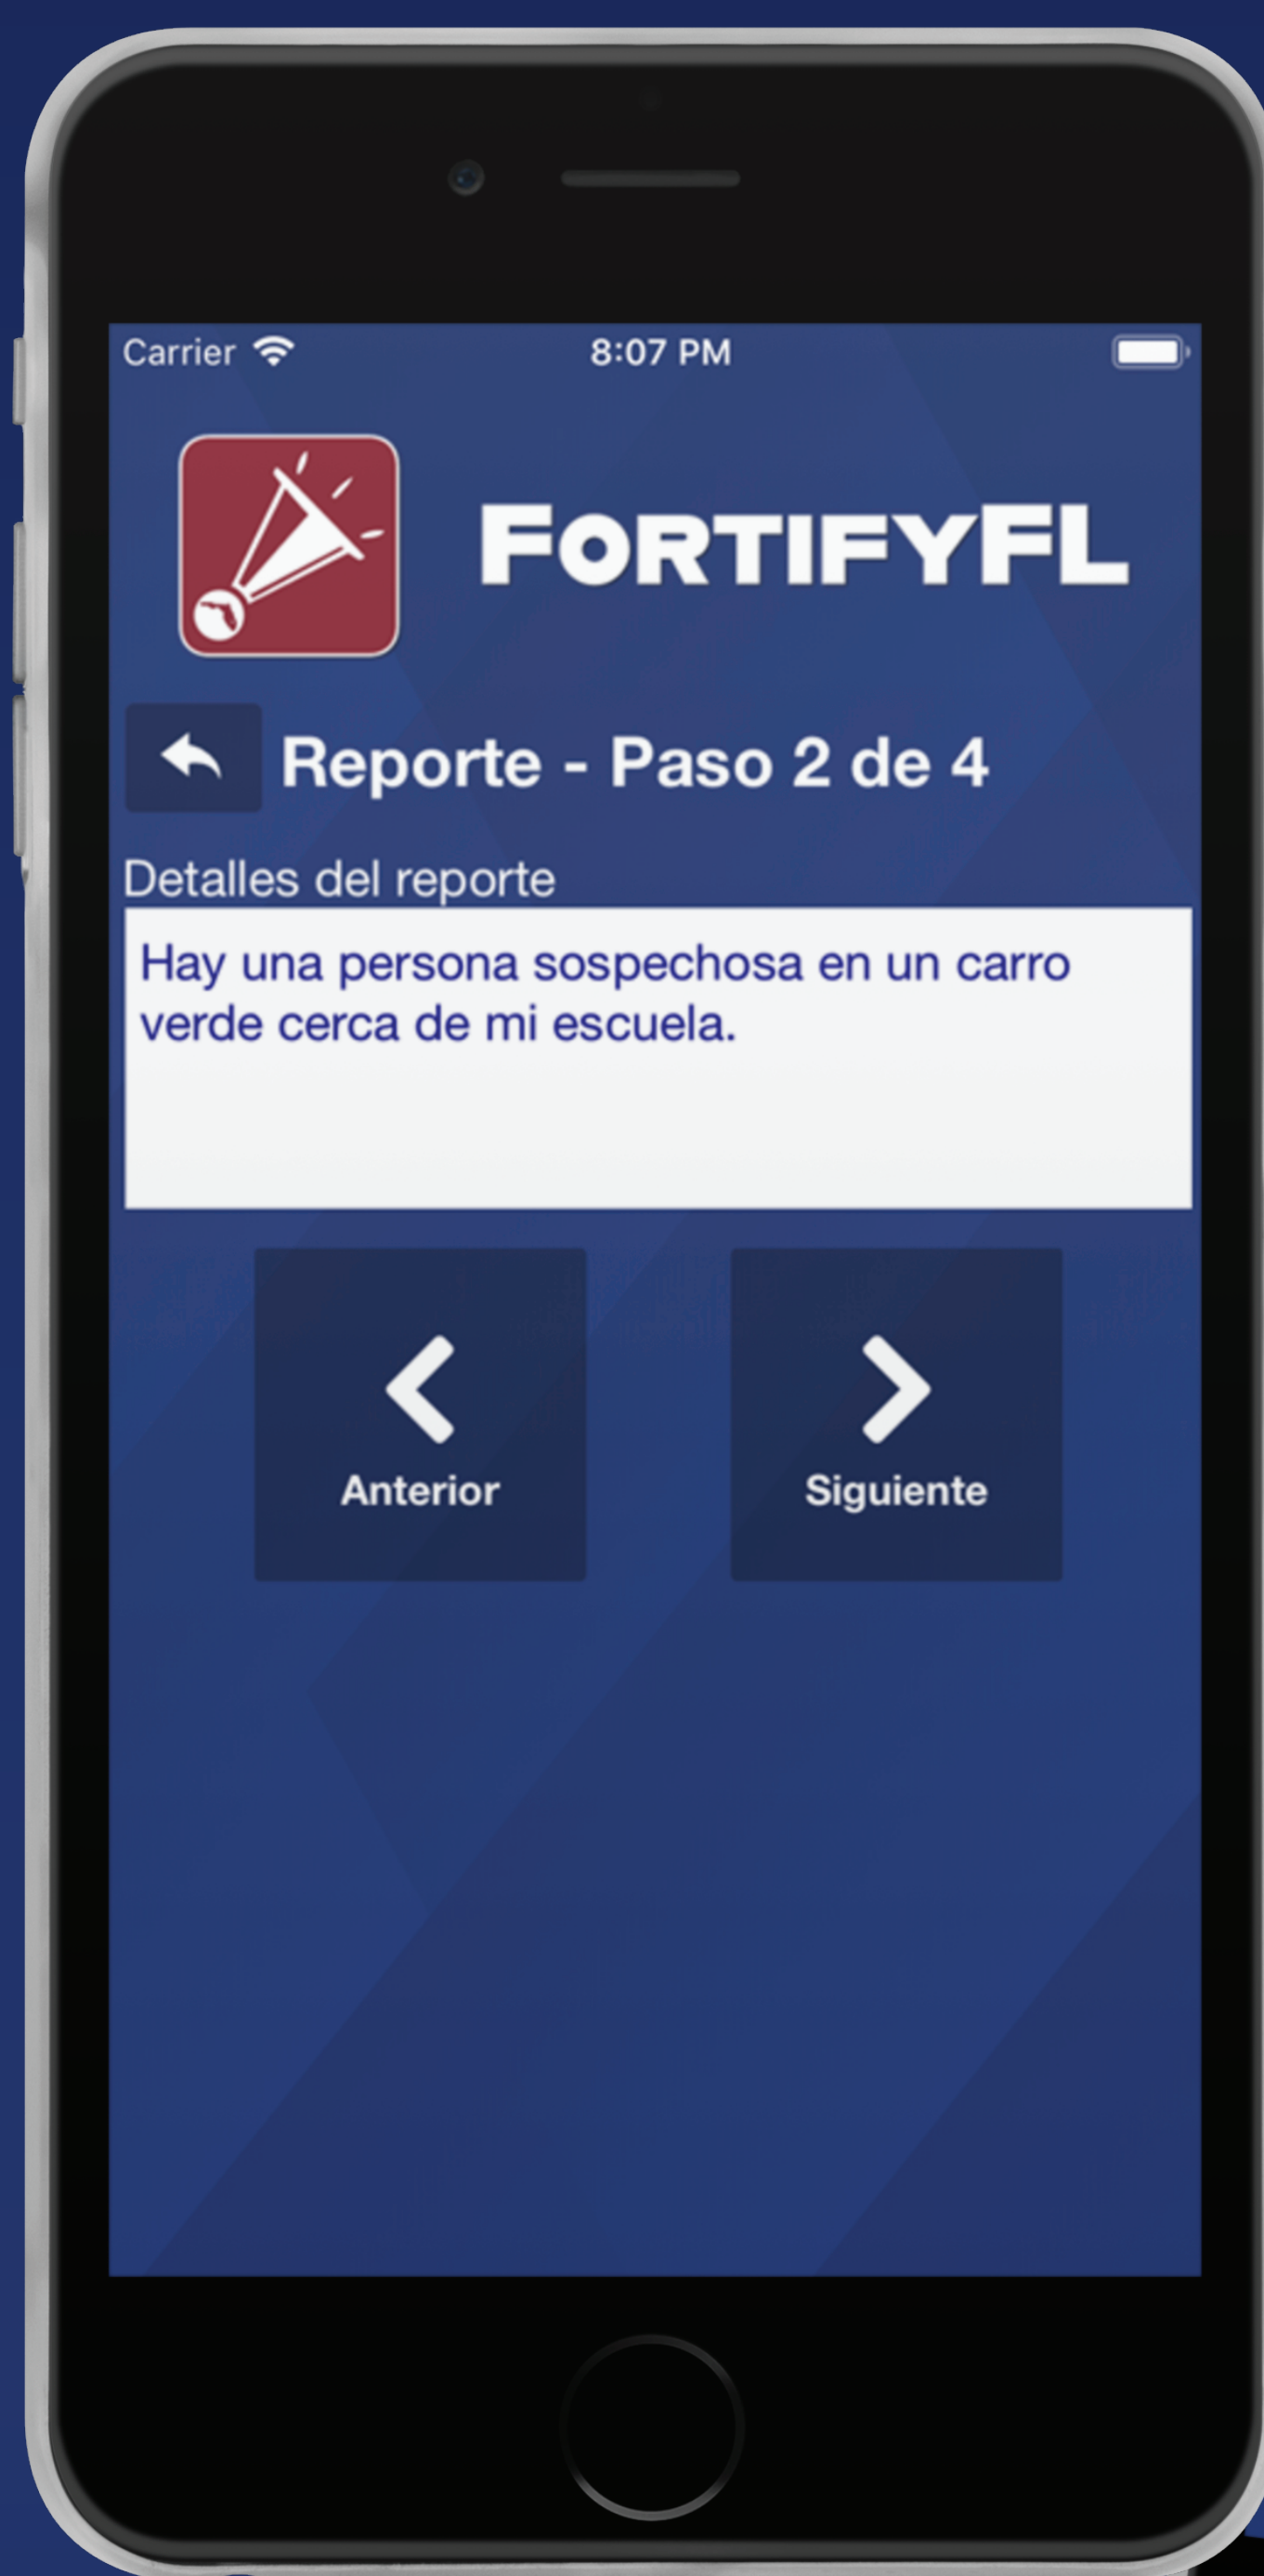 Carrier 8:07 PM
FORTIFYFL
Reporte - Paso 2 de 4
Detalles del reporte
Hay una persona sospechosa en un carro
verde cerca de mi escuela.
Anterior Siguiente